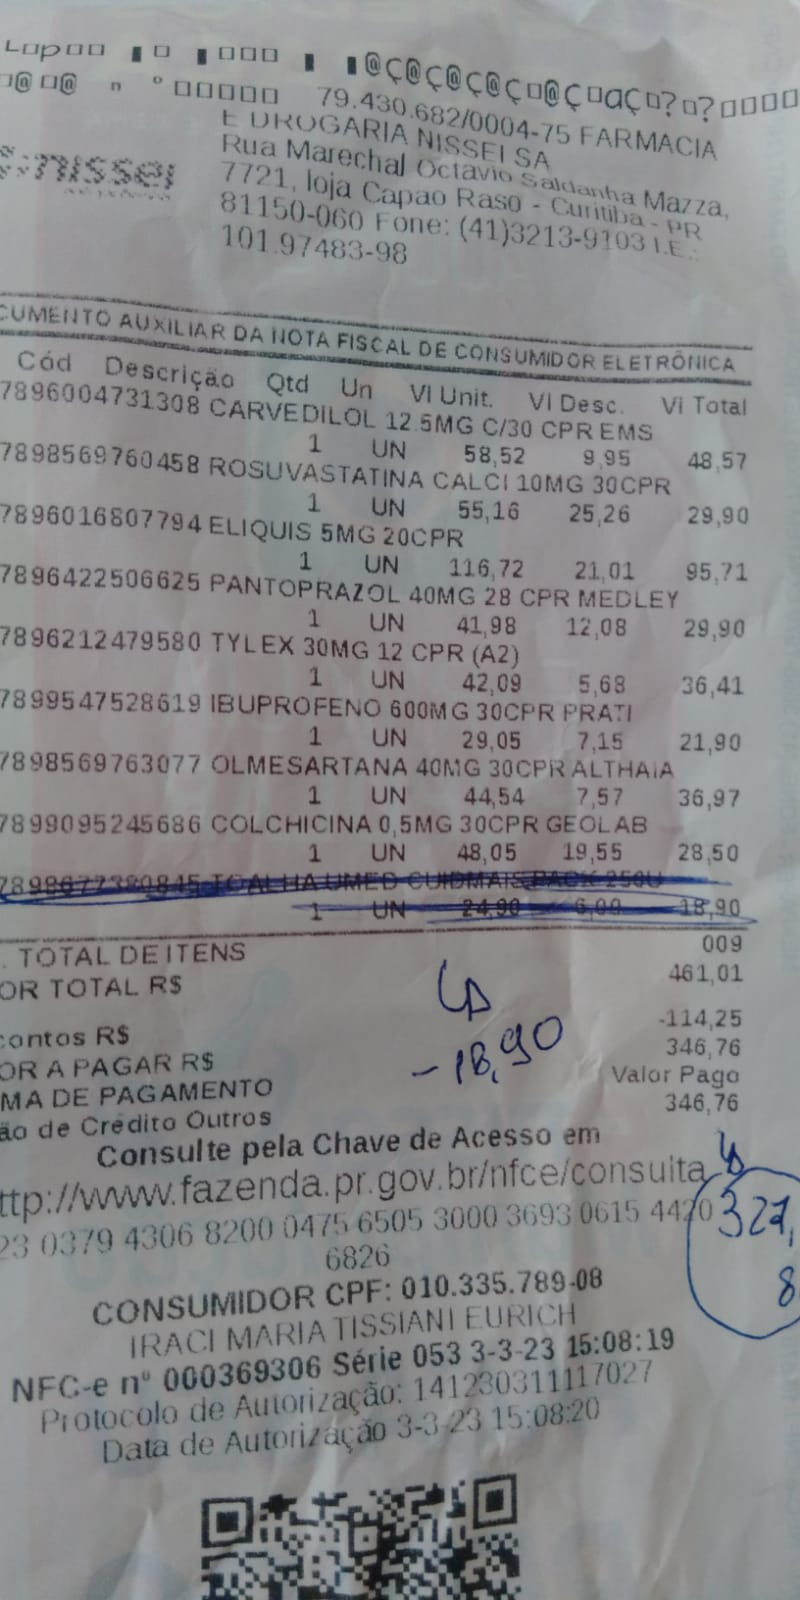 79.430.682/0004-75 FARMACIA
E DROGARIA NISSEI SA
nissei
Rua Marechal Octavio Saldanha Mazza,
7721, loja Capao Raso - Curitiba - PR
81150-060 Fone: (41)3213-9103 I.E.:
101.97483-98
CUMENTO AUXILIAR DA NOTA FISCAL DE CONSUMIDOR ELETRÔNICA
Cód Descrição Qtd Un Vl Unit. Vl Desc. Vl Total
7896004731308 CARVEDILOL 12.5MG C/30 CPR EMS
1 UN 58,52 9,95 48,57
7898569760458 ROSUVASTATINA CALCI 10MG 30CPR
1 UN 55,16 25,26 29,90
7896016807794 ELIQUIS 5MG 20CPR
1 UN 116,72 21,01 95,71
7896422506625 PANTOPRAZOL 40MG 28 CPR MEDLEY
1 UN 41,98 12,08 29,90
7896212479580 TYLEX 30MG 12 CPR (A2)
1 UN 42,09 5,68 36,41
7899547528619 IBUPROFENO 600MG 30CPR PRATI
1 UN 29,05 7,15 21,90
7898569763077 OLMESARTANA 40MG 30CPR ALTHAIA
1 UN 44,54 7,57 36,97
7899095245686 COLCHICINA 0,5MG 30CPR GEOLAB
1 UN 48,05 19,55 28,50
7898677380845 TOALHA UMED CUIDMAIS PACK 250U
1 UN 24,90 6,00 18,90
. TOTAL DE ITENS 009
OR TOTAL R$ 461,01
contos R$ -114,25
OR A PAGAR R$ 346,76
-18,90
MA DE PAGAMENTO Valor Pago
ão de Crédito Outros 346,76
Consulte pela Chave de Acesso em
ttp://www.fazenda.pr.gov.br/nfce/consulta
23 0379 4306 8200 0475 6505 3000 3693 0615 4420
6826
327,
8
CONSUMIDOR CPF: 010.335.789-08
IRACI MARIA TISSIANI EURICH
NFC-e nº 000369306 Série 053 3-3-23 15:08:19
Protocolo de Autorização: 141230311117027
Data de Autorização 3-3-23 15:08:20